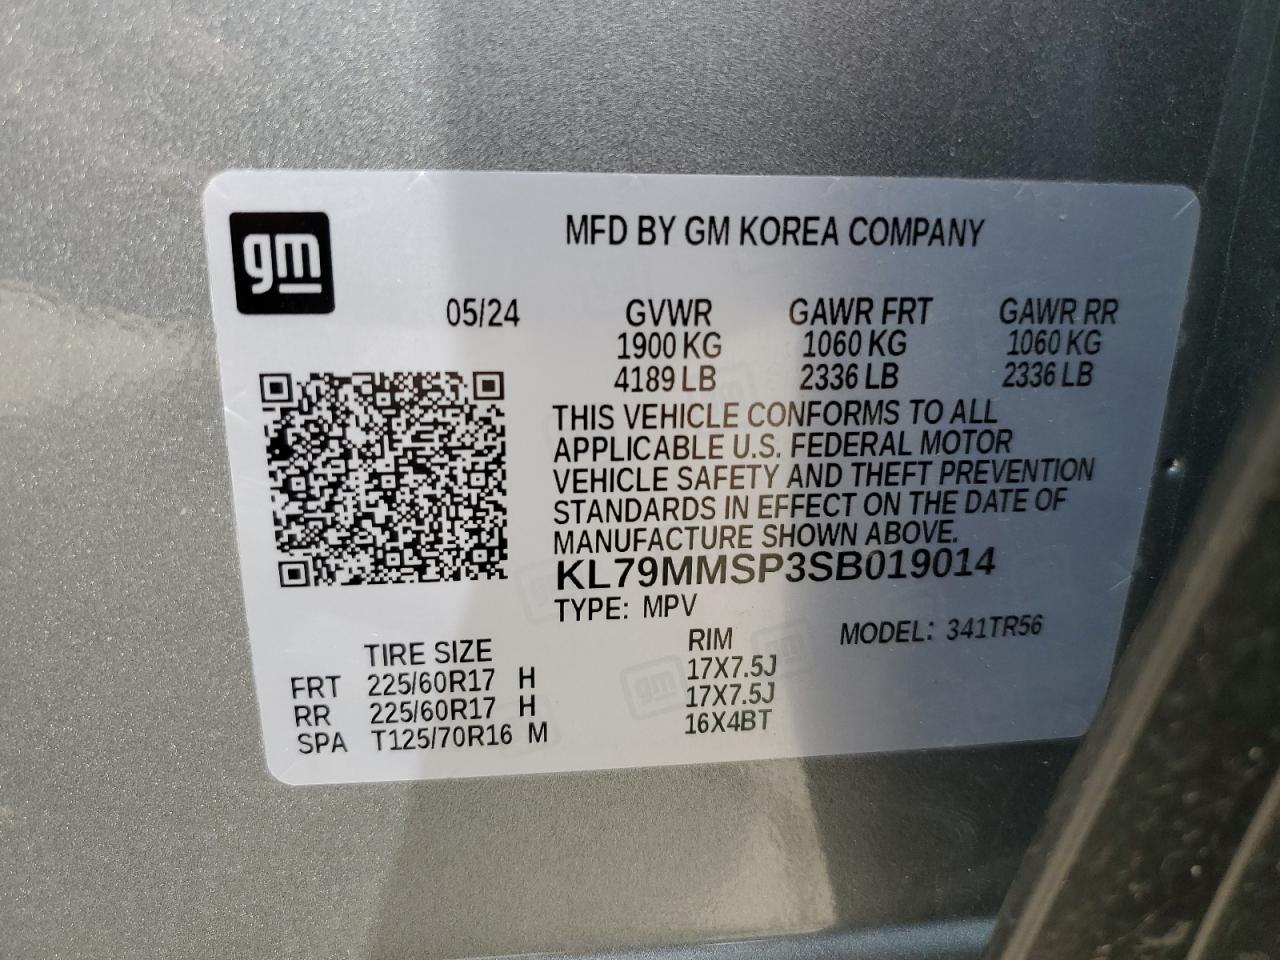 gm
MFD BY GM KOREA COMPANY
05/24 GVWR GAWR FRT GAWR RR
1900 KG 1060 KG 1060 KG
4189 LB 2336 LB 2336 LB
THIS VEHICLE CONFORMS TO ALL
APPLICABLE U.S. FEDERAL MOTOR
VEHICLE SAFETY AND THEFT PREVENTION
STANDARDS IN EFFECT ON THE DATE OF
MANUFACTURE SHOWN ABOVE.
KL79MMSP3SB019014
TYPE: MPV
MODEL: 341TR56
TIRE SIZE RIM
FRT 225/60R17 H 17X7.5J
RR 225/60R17 H 17X7.5J
SPA T125/70R16 M 16X4BT